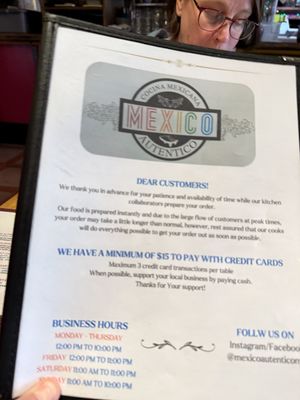 COCINA MEXICANA
MEXICO
AUTENTICO
DEAR CUSTOMERS!
We thank you in advance for your patience and availability of time while our kitchen
collaborators prepare your order.
Our Food is prepared instantly and due to the large flow of customers at peak times,
your order may take a little longer than normal, however, rest assured that our cooks
will do everything possible to get your order out as soon as possible.
WE HAVE A MINIMUM OF $15 TO PAY WITH CREDIT CARDS
Maximum 3 credit card transactions per table
When possible, support your local business by paying cash.
Thanks For Your support!
BUSINESS HOURS
MONDAY - THURSDAY
12:00 PM TO 10:00 PM
FRIDAY 12:00 PM TO 11:00 PM
SATURDAY 11:00 AM TO 11:00 PM
SUNDAY 11:00 AM TO 10:00 PM
FOLLW US ON
Instagram/Facebo
@mexicoautenticor